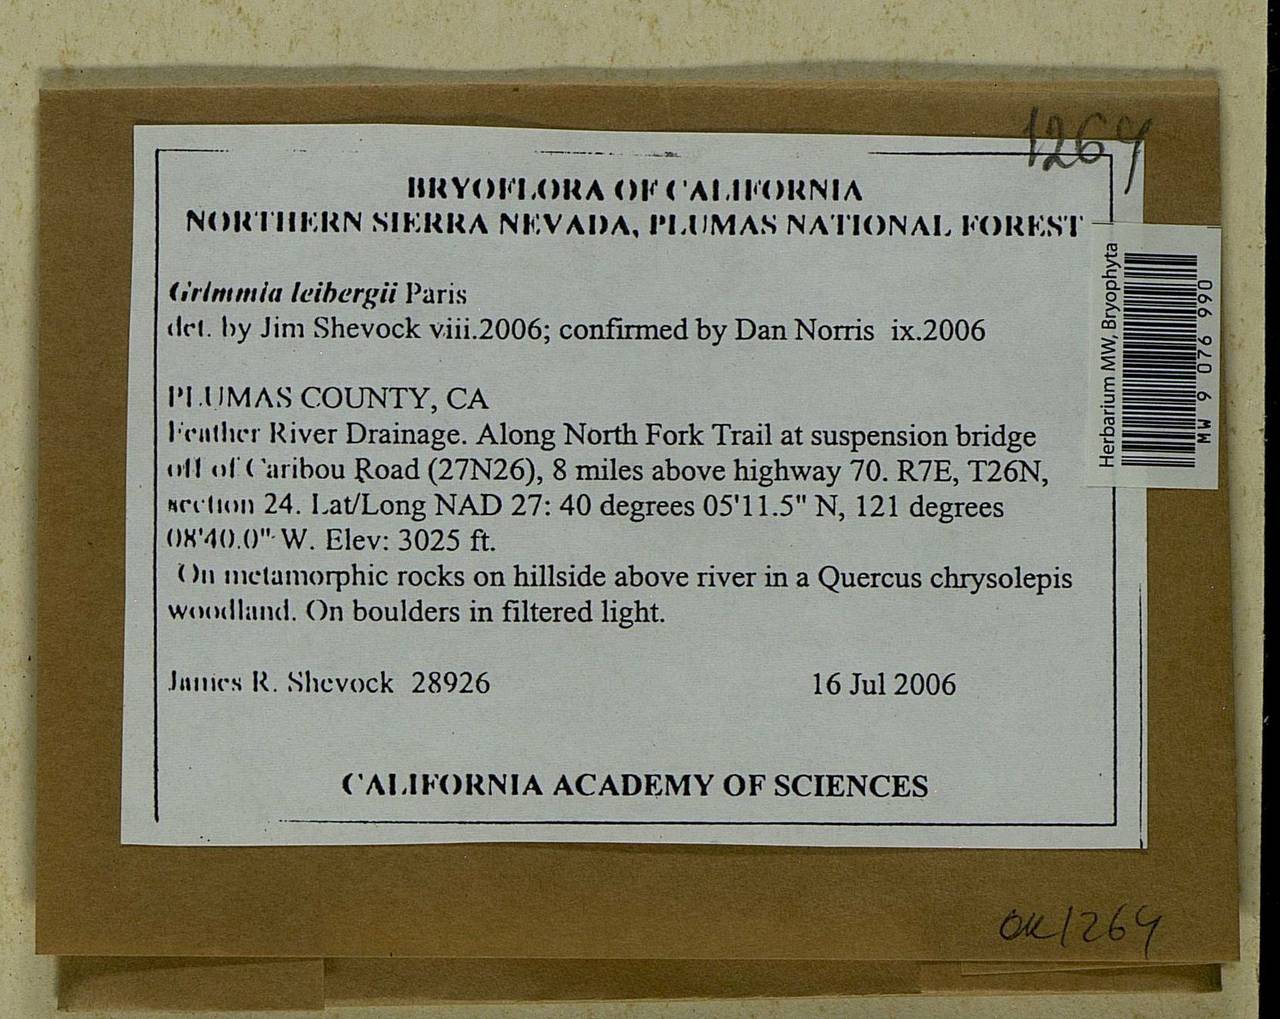 1264
BRYOFLORA OF CALIFORNIA
NORTHERN SIERRA NEVADA, PLUMAS NATIONAL FOREST
Grimmia leibergii Paris
det. by Jim Shevock viii.2006; confirmed by Dan Norris ix.2006
PLUMAS COUNTY, CA
Feather River Drainage. Along North Fork Trail at suspension bridge
off of Caribou Road (27N26), 8 miles above highway 70. R7E, T26N,
section 24. Lat/Long NAD 27: 40 degrees 05'11.5" N, 121 degrees
08'40.0" W. Elev: 3025 ft.
On metamorphic rocks on hillside above river in a Quercus chrysolepis
woodland. On boulders in filtered light.
James R. Shevock 28926 16 Jul 2006
CALIFORNIA ACADEMY OF SCIENCES
Herbarium MW, Bryophyta
MW 9 076 990
OK 1264